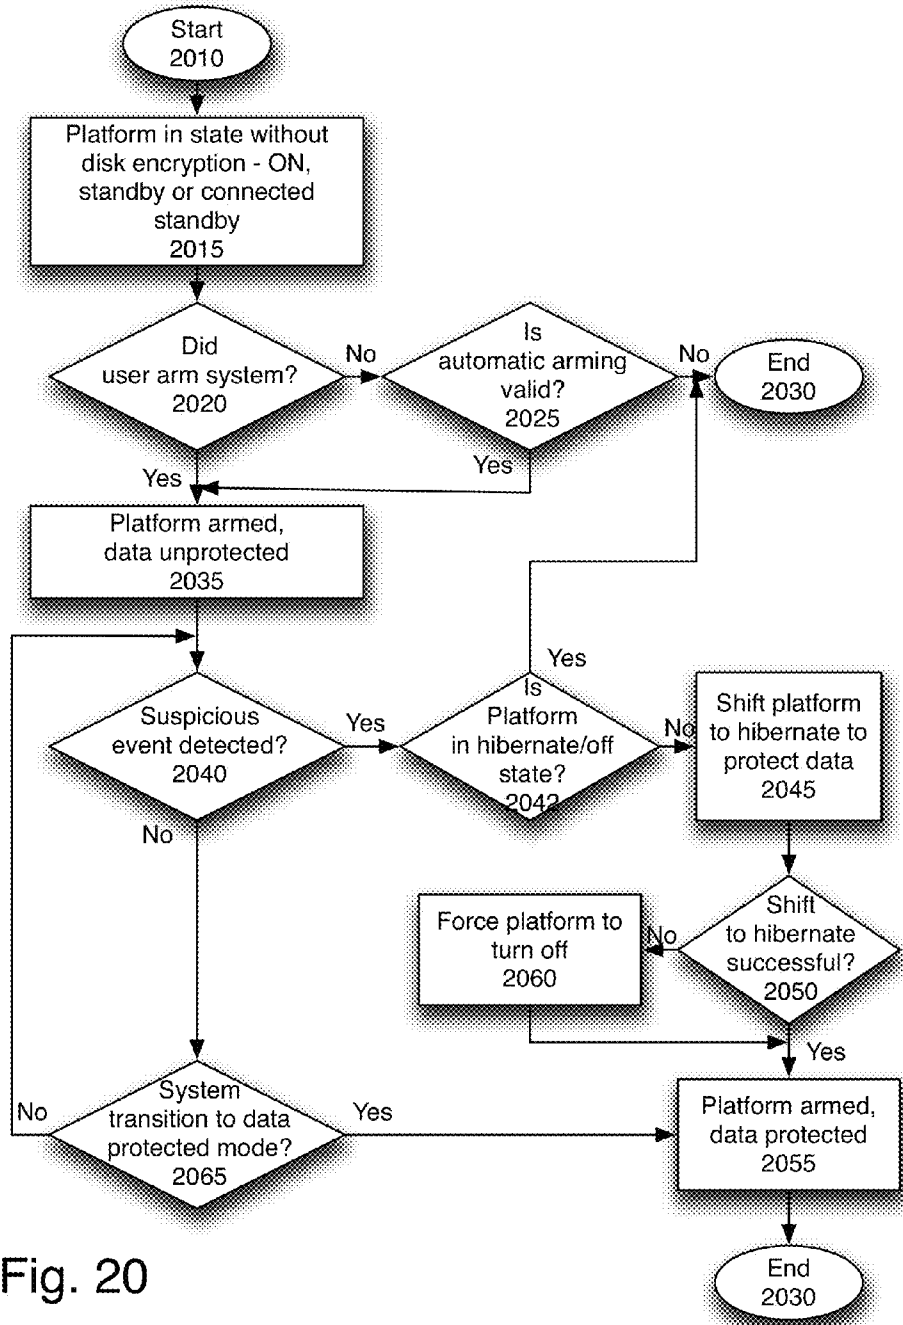 Start
2010
Platform in state without
disk encryption - ON,
standby or connected
standby
2015
Did
user arm system?
2020
No
Is
automatic arming
valid?
2025
No
End
2030
Yes
Yes
Platform armed,
data unprotected
2035
Suspicious
event detected?
2040
Yes
No
Yes
Is
Platform
in hibernate/off
state?
2042
No
Shift platform
to hibernate to
protect data
2045
Shift
to hibernate
successful?
2050
No
Force platform to
turn off
2060
Yes
System
transition to data
protected mode?
2065
No
Yes
Platform armed,
data protected
2055
End
2030
Fig. 20